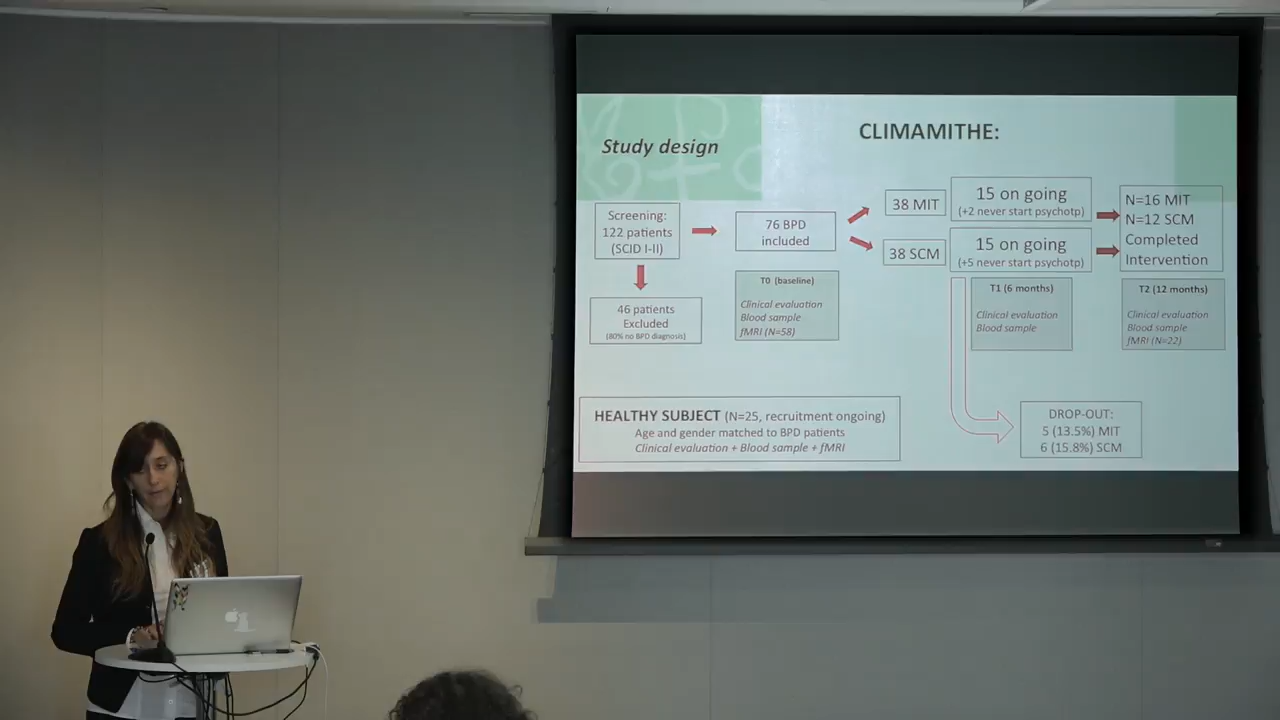 Study design
CLIMAMITHE:
Screening:
122 patients
(SCID I-II)
46 patients
Excluded
(80% no BPD diagnosis)
76 BPD
included
T0 (baseline)
Clinical evaluation
Blood sample
fMRI (N=58)
38 MIT
38 SCM
15 on going
(+2 never start psychotp)
15 on going
(+5 never start psychotp)
T1 (6 months)
Clinical evaluation
Blood sample
N=16 MIT
N=12 SCM
Completed
Intervention
T2 (12 months)
Clinical evaluation
Blood sample
fMRI (N=22)
HEALTHY SUBJECT (N=25, recruitment ongoing)
Age and gender matched to BPD patients
Clinical evaluation + Blood sample + fMRI
DROP-OUT:
5 (13.5%) MIT
6 (15.8%) SCM